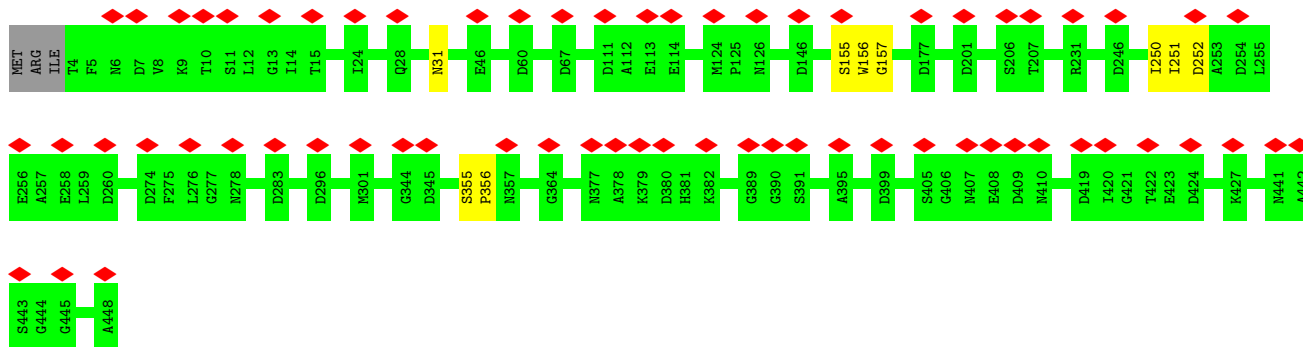 MET ARG ILE T4 F5 N6 D7 V8 K9 T10 S11 L12 G13 I14 T15 I24 Q28 N31 E46 D60 D67 D111 A112 E113 E114 M124 P125 N126 D146 S155 W156 G157 D177 D201 S206 T207 R231 D246 I250 I251 D252 A253 D254 L255
E256 A257 E258 L259 D260 D274 F275 L276 G277 N278 D283 D296 M301 G344 D345 S355 P356 N357 G364 N377 A378 K379 D380 H381 K382 G389 G390 S391 A395 D399 S405 G406 N407 E408 D409 N410 D419 I420 G421 T422 E423 D424 K427 N441 A442
S443 G444 G445 A448